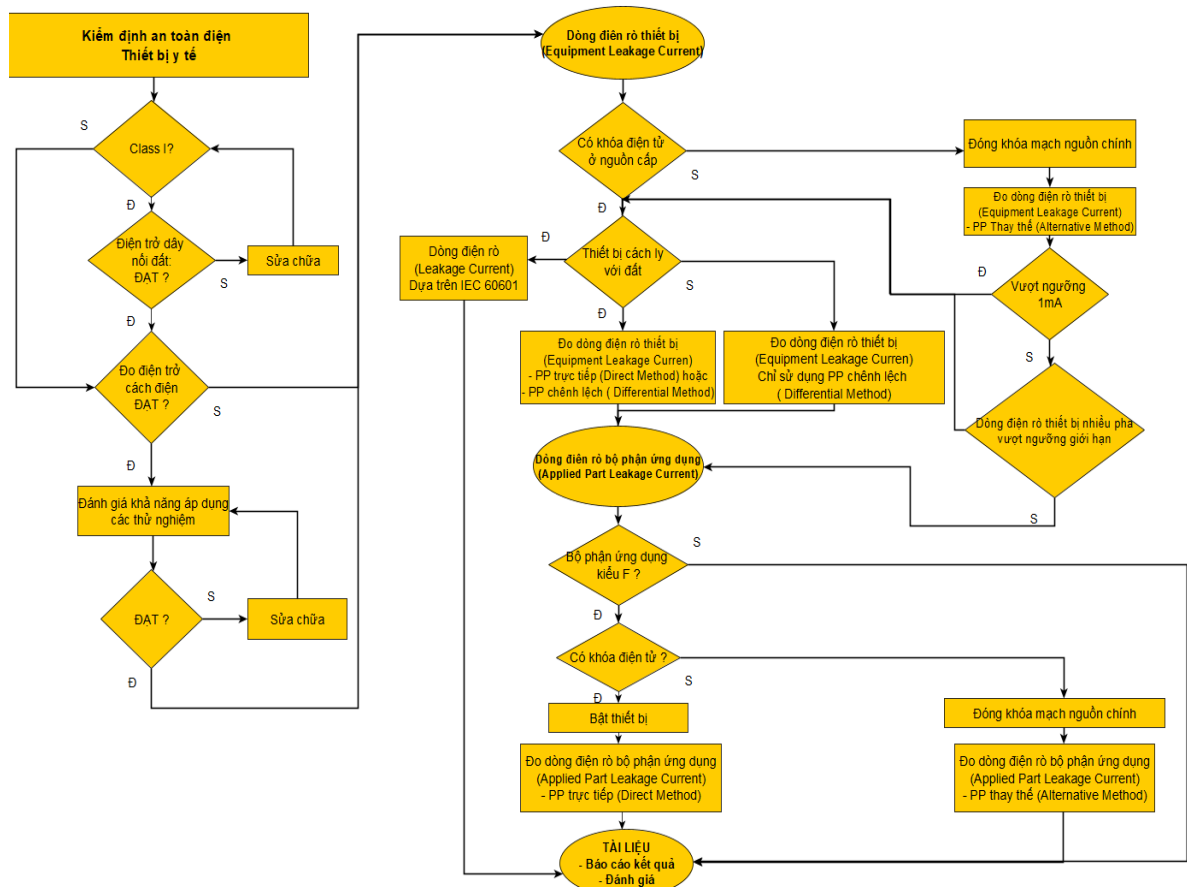 Kiểm định an toàn điện
Thiết bị y tế
S
Class I?
Đ
Điện trở dây
nối đất:
ĐẠT ?
Sửa chữa
S
Đ
Đo điện trở
cách điện
ĐẠT ?
S
Đ
Đánh giá khả năng áp dụng
các thử nghiệm
ĐẠT ?
S
Sửa chữa
Đ
Dòng điên rò thiết bị
(Equipment Leakage Current)
Có khóa điện tử
ở nguồn cấp
S
Đ
Đóng khóa mạch nguồn chính
Đo dòng điện rò thiết bị
(Equipment Leakage Current)
- PP Thay thế (Alternative Method)
Đ
Vượt ngưỡng
1mA
S
Dòng điện rò thiết bị nhiều pha
vượt ngưỡng giới hạn
S
Dòng điện rò
(Leakage Current)
Dựa trên IEC 60601
Đ
Thiết bị cách ly
với đất
S
Đ
Đo dòng điện rò thiết bị
(Equipment Leakage Curren)
- PP trực tiếp (Direct Method) hoặc
- PP chênh lệch ( Differential Method)
Đo dòng điện rò thiết bị
(Equipment Leakage Curren)
Chỉ sử dụng PP chênh lệch
( Differential Method)
Dòng điên rò bộ phận ứng dụng
(Applied Part Leakage Current)
Bộ phận ứng dụng
kiểu F ?
S
Đ
Có khóa điện tử ?
S
Đ
Bật thiết bị
Đo dòng điện rò bộ phận ứng dụng
(Applied Part Leakage Current)
- PP trực tiếp (Direct Method)
Đóng khóa mạch nguồn chính
Đo dòng điện rò bộ phận ứng dụng
(Applied Part Leakage Current)
- PP thay thế (Alternative Method)
TÀI LIỆU
- Báo cáo kết quả
- Đánh giá